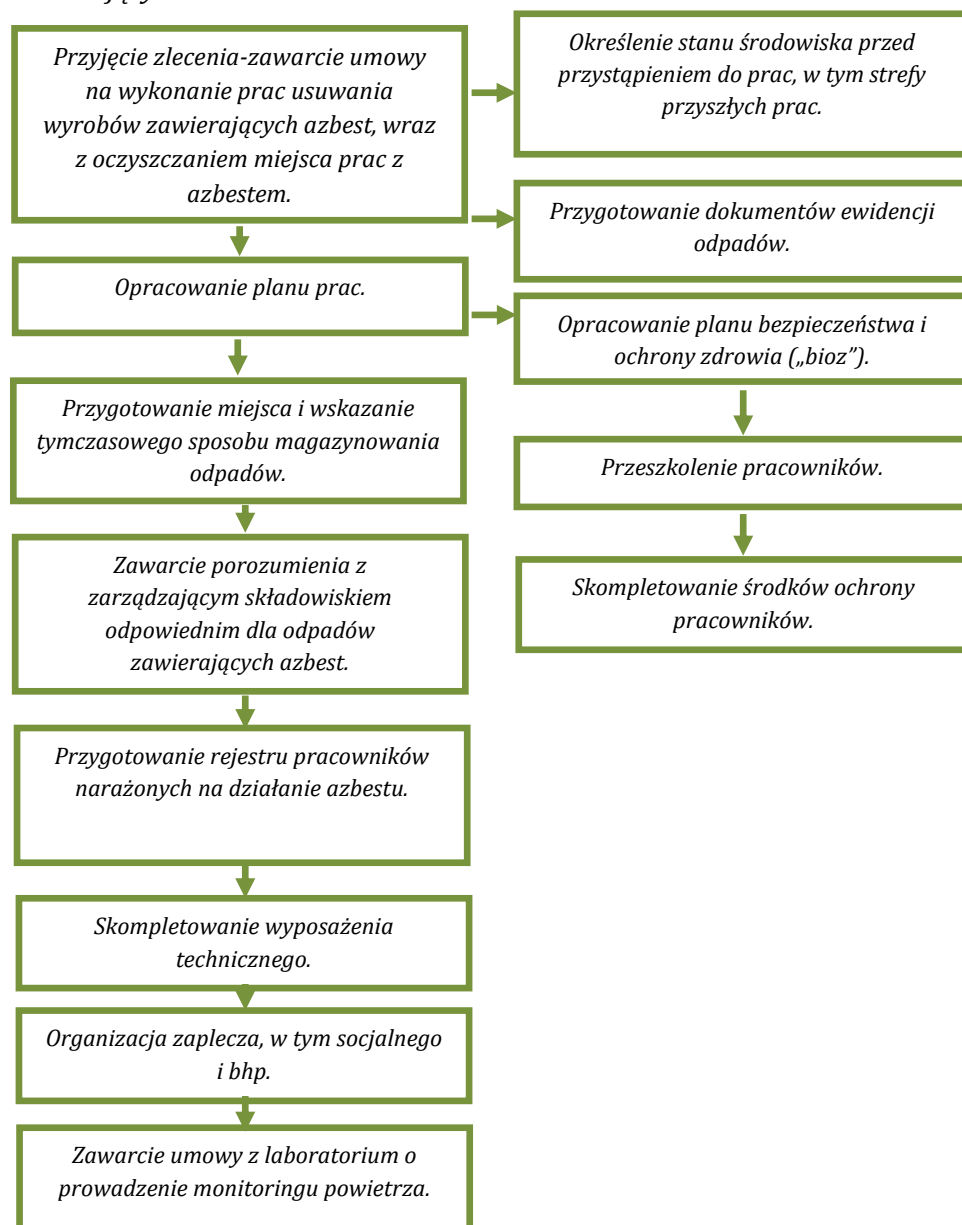 Przyjęcie zlecenia-zawarcie umowy
na wykonanie prac usuwania
wyrobów zawierających azbest, wraz
z oczyszczaniem miejsca prac z
azbestem.
Określenie stanu środowiska przed
przystąpieniem do prac, w tym strefy
przyszłych prac.
Przygotowanie dokumentów ewidencji
odpadów.
Opracowanie planu prac.
Opracowanie planu bezpieczeństwa i
ochrony zdrowia („bioz”).
Przygotowanie miejsca i wskazanie
tymczasowego sposobu magazynowania
odpadów.
Przeszkolenie pracowników.
Zawarcie porozumienia z
zarządzającym składowiskiem
odpowiednim dla odpadów
zawierających azbest.
Skompletowanie środków ochrony
pracowników.
Przygotowanie rejestru pracowników
narażonych na działanie azbestu.
Skompletowanie wyposażenia
technicznego.
Organizacja zaplecza, w tym socjalnego
i bhp.
Zawarcie umowy z laboratorium o
prowadzenie monitoringu powietrza.